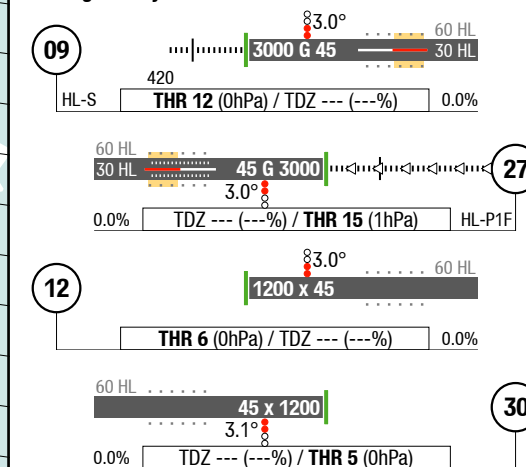 3.0° 60 HL
09 3000 G 45 30 HL
420
HL-S THR 12 (0hPa) / TDZ --- (---%) 0.0%
60 HL
30 HL 45 G 3000 27
3.0°
0.0% TDZ --- (---%) / THR 15 (1hPa) HL-P1F
3.0° 60 HL
12 1200 x 45
THR 6 (0hPa) / TDZ --- (---%) 0.0%
60 HL
45 x 1200 30
3.1°
0.0% TDZ --- (---%) / THR 5 (0hPa)